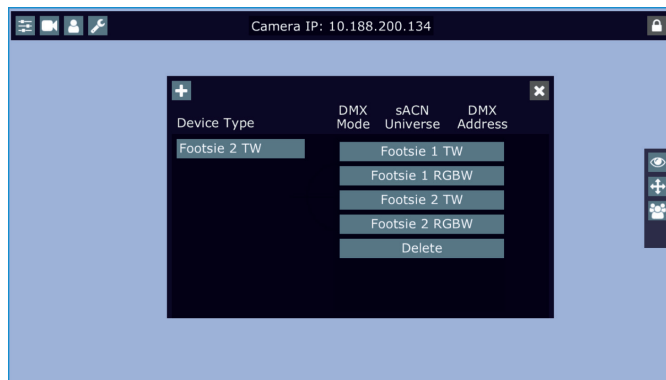 Camera IP: 10.188.200.134
DMX sACN DMX
Device Type Mode Universe Address
Footsie 2 TW
Footsie 1 TW
Footsie 1 RGBW
Footsie 2 TW
Footsie 2 RGBW
Delete